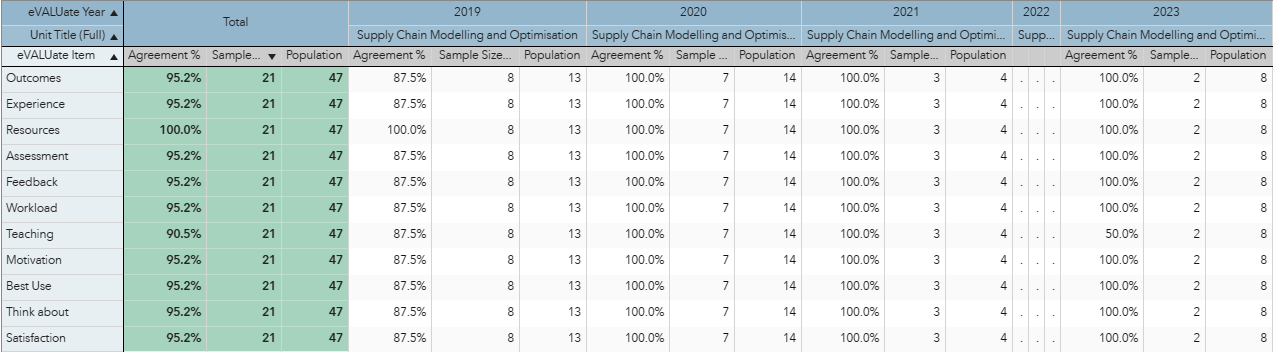 eVALUate Year ▲ Total 2019 2020 2021 2022 2023
Unit Title (Full) ▲ Supply Chain Modelling and Optimisation Supply Chain Modelling and Optimis... Supply Chain Modelling and Optimi... Supp... Supply Chain Modelling and Optimi...
eVALUate Item ▲ Agreement % Sample... ▼ Population Agreement % Sample Size... Population Agreement % Sample ... Population Agreement % Sample... Population Agreement % Sample... Population
Outcomes 95.2% 21 47 87.5% 8 13 100.0% 7 14 100.0% 3 4 . . . 100.0% 2 8
Experience 95.2% 21 47 87.5% 8 13 100.0% 7 14 100.0% 3 4 . . . 100.0% 2 8
Resources 100.0% 21 47 100.0% 8 13 100.0% 7 14 100.0% 3 4 . . . 100.0% 2 8
Assessment 95.2% 21 47 87.5% 8 13 100.0% 7 14 100.0% 3 4 . . . 100.0% 2 8
Feedback 95.2% 21 47 87.5% 8 13 100.0% 7 14 100.0% 3 4 . . . 100.0% 2 8
Workload 95.2% 21 47 87.5% 8 13 100.0% 7 14 100.0% 3 4 . . . 100.0% 2 8
Teaching 90.5% 21 47 87.5% 8 13 100.0% 7 14 100.0% 3 4 . . . 50.0% 2 8
Motivation 95.2% 21 47 87.5% 8 13 100.0% 7 14 100.0% 3 4 . . . 100.0% 2 8
Best Use 95.2% 21 47 87.5% 8 13 100.0% 7 14 100.0% 3 4 . . . 100.0% 2 8
Think about 95.2% 21 47 87.5% 8 13 100.0% 7 14 100.0% 3 4 . . . 100.0% 2 8
Satisfaction 95.2% 21 47 87.5% 8 13 100.0% 7 14 100.0% 3 4 . . . 100.0% 2 8